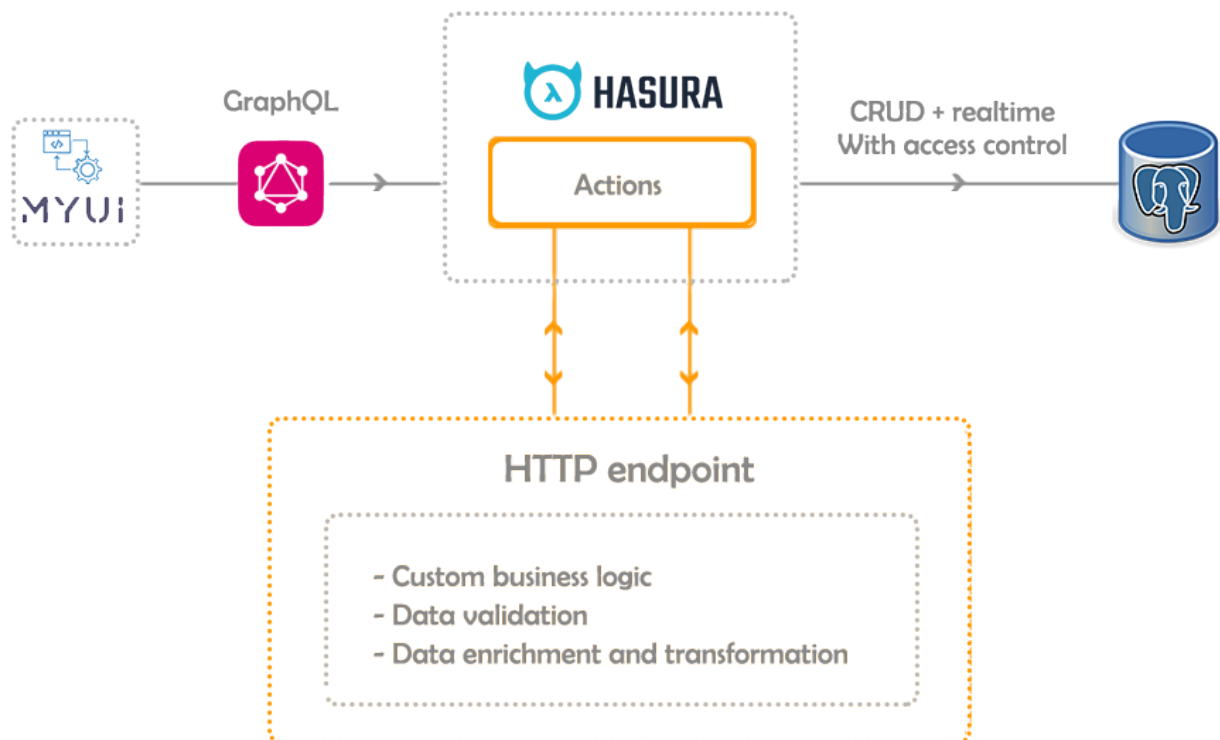 GraphQL
MYUi
HASURA
Actions
CRUD + realtime
With access control
HTTP endpoint
- Custom business logic
- Data validation
- Data enrichment and transformation